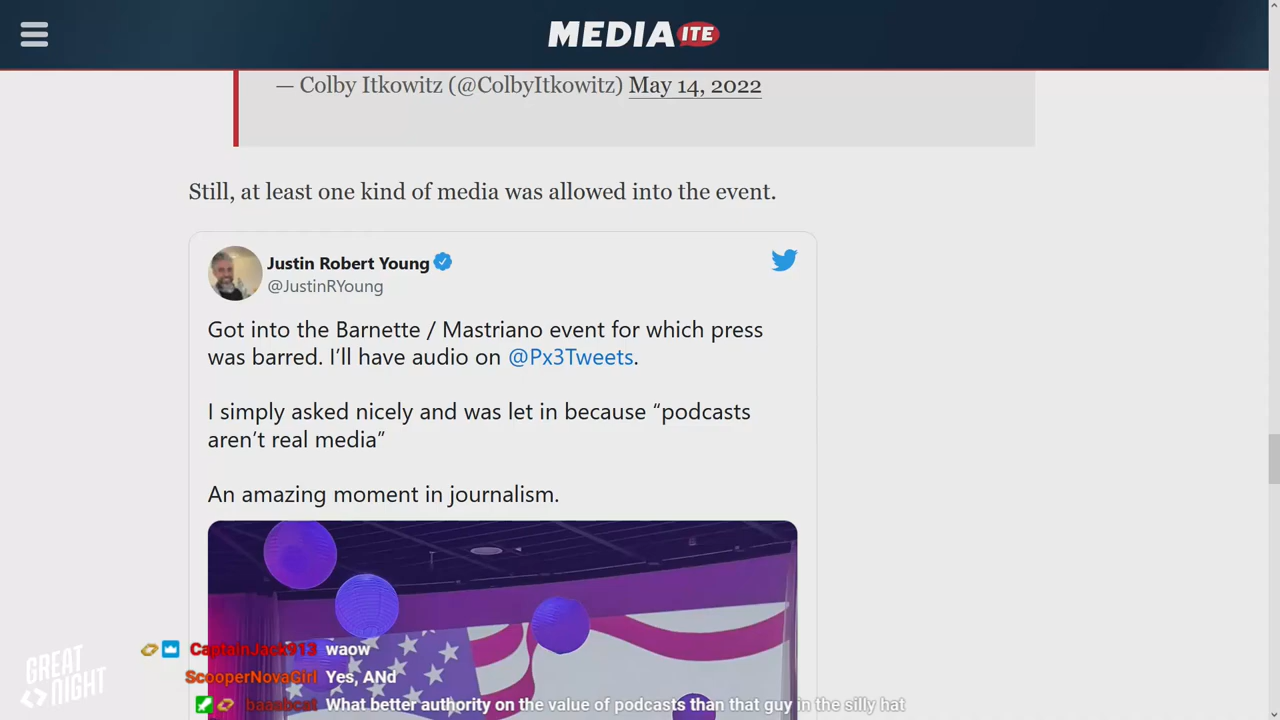 MEDIAITE
— Colby Itkowitz (@ColbyItkowitz) May 14, 2022
Still, at least one kind of media was allowed into the event.
Justin Robert Young
@JustinRYoung
Got into the Barnette / Mastriano event for which press
was barred. I’ll have audio on @Px3Tweets.
I simply asked nicely and was let in because “podcasts
aren’t real media”
An amazing moment in journalism.
GREAT
NIGHT
CaptainJack913 waow
ScooperNovaGirl Yes, ANd
baaabcat What better authority on the value of podcasts than that guy in the silly hat